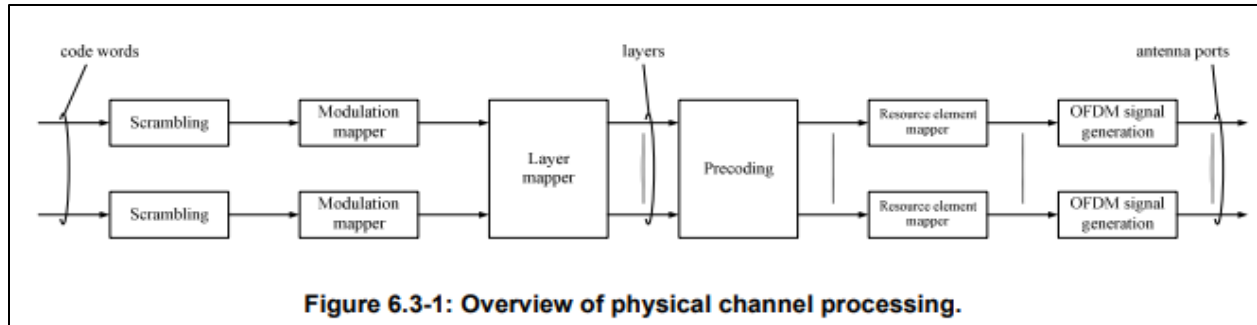 code words
layers
antenna ports
Scrambling
Modulation
mapper
Layer
mapper
Precoding
Resource element
mapper
OFDM signal
generation
Scrambling
Modulation
mapper
Resource element
mapper
OFDM signal
generation
Figure 6.3-1: Overview of physical channel processing.